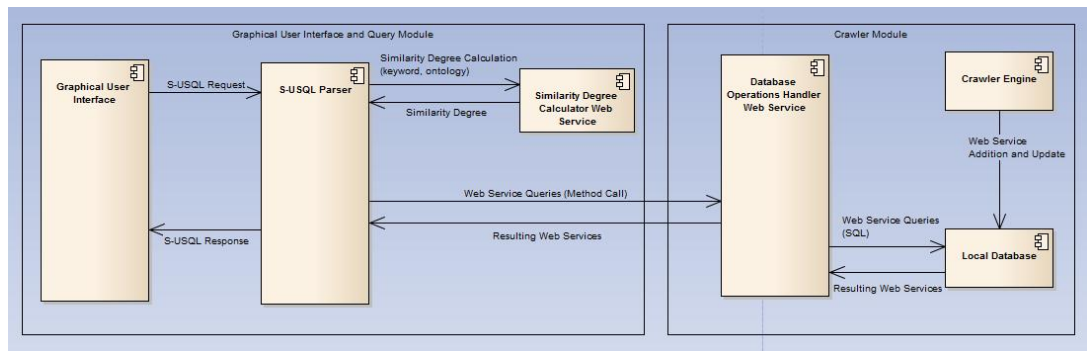 Graphical User Interface and Query Module
Graphical User
Interface
S-USQL Request
S-USQL Response
S-USQL Parser
Similarity Degree Calculation
(keyword, ontology)
Similarity Degree
Similarity Degree
Calculator Web
Service
Web Service Queries (Method Call)
Resulting Web Services
Crawler Module
Database
Operations Handler
Web Service
Crawler Engine
Web Service
Addition and Update
Web Service Queries
(SQL)
Resulting Web Services
Local Database